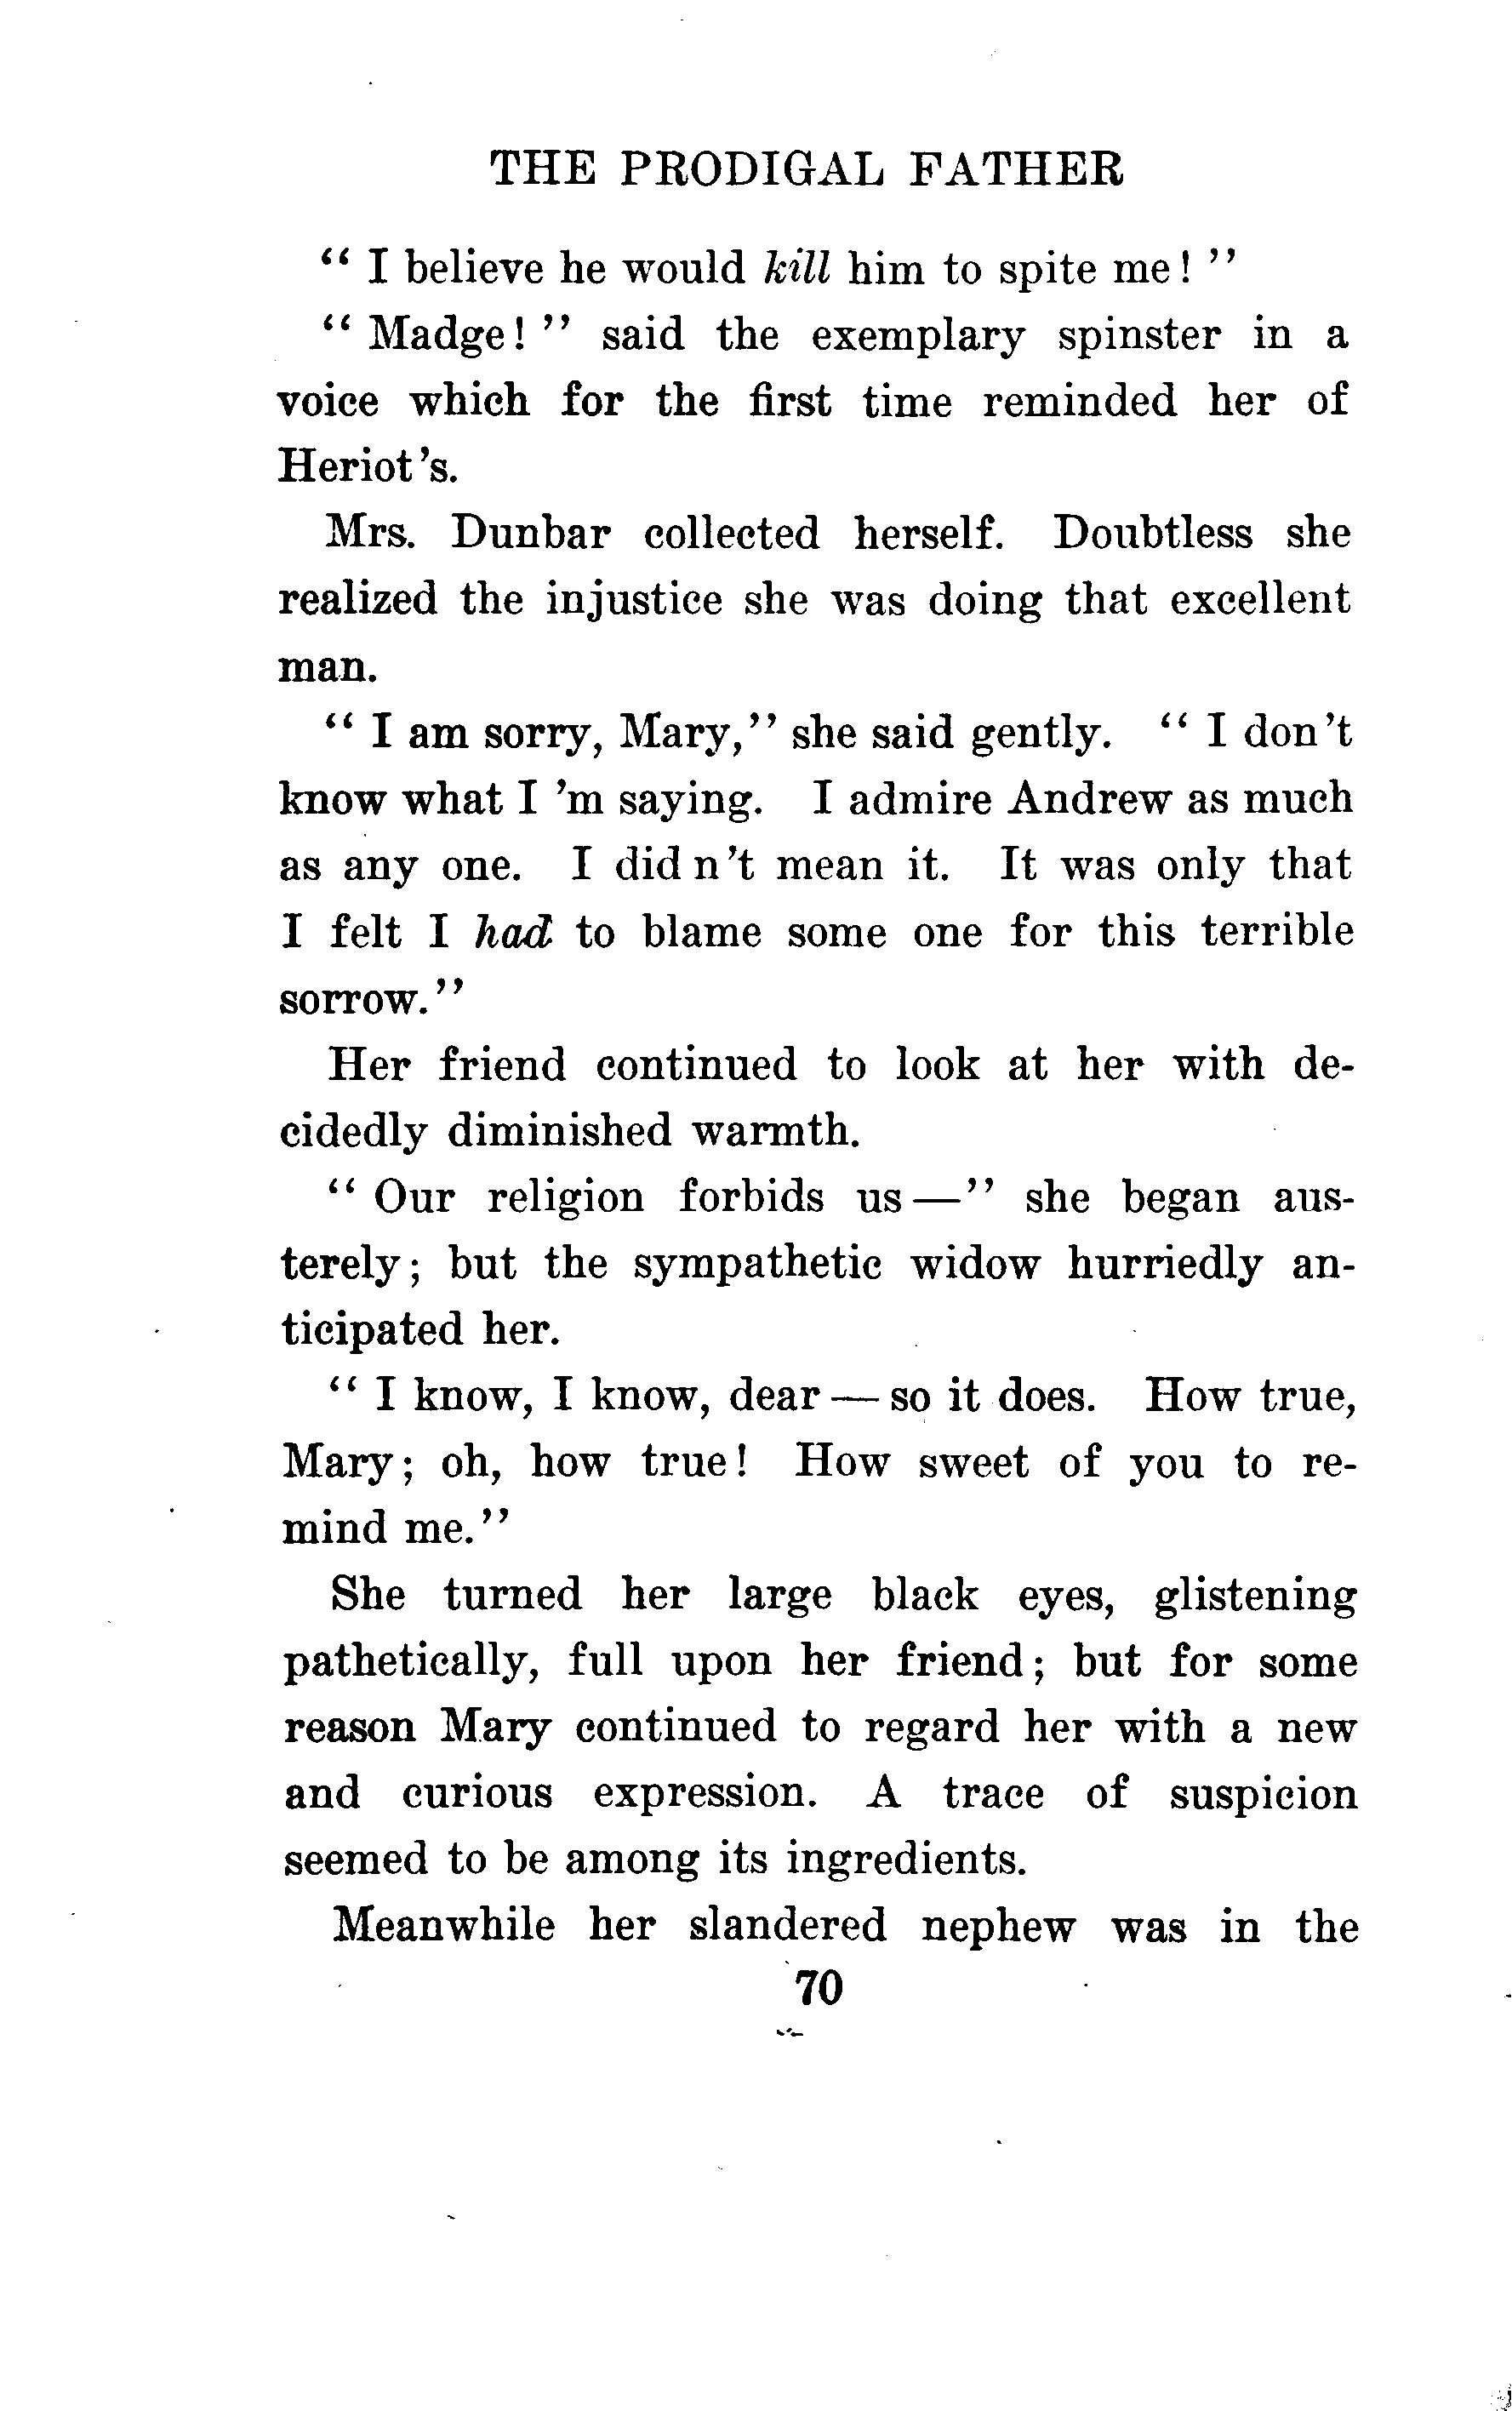 THE PRODIGAL FATHER
“ I believe he would kill him to spite me! ”
“ Madge! ” said the exemplary spinster in a
voice which for the first time reminded her of
Heriot’s.
Mrs. Dunbar collected herself. Doubtless she
realized the injustice she was doing that excellent
man.
“ I am sorry, Mary,” she said gently. “ I don’t
know what I ’m saying. I admire Andrew as much
as any one. I did n’t mean it. It was only that
I felt I had to blame some one for this terrible
sorrow.”
Her friend continued to look at her with de-
cidedly diminished warmth.
“ Our religion forbids us —” she began aus-
terely; but the sympathetic widow hurriedly an-
ticipated her.
“ I know, I know, dear — so it does. How true,
Mary; oh, how true! How sweet of you to re-
mind me.”
She turned her large black eyes, glistening
pathetically, full upon her friend; but for some
reason Mary continued to regard her with a new
and curious expression. A trace of suspicion
seemed to be among its ingredients.
Meanwhile her slandered nephew was in the
70